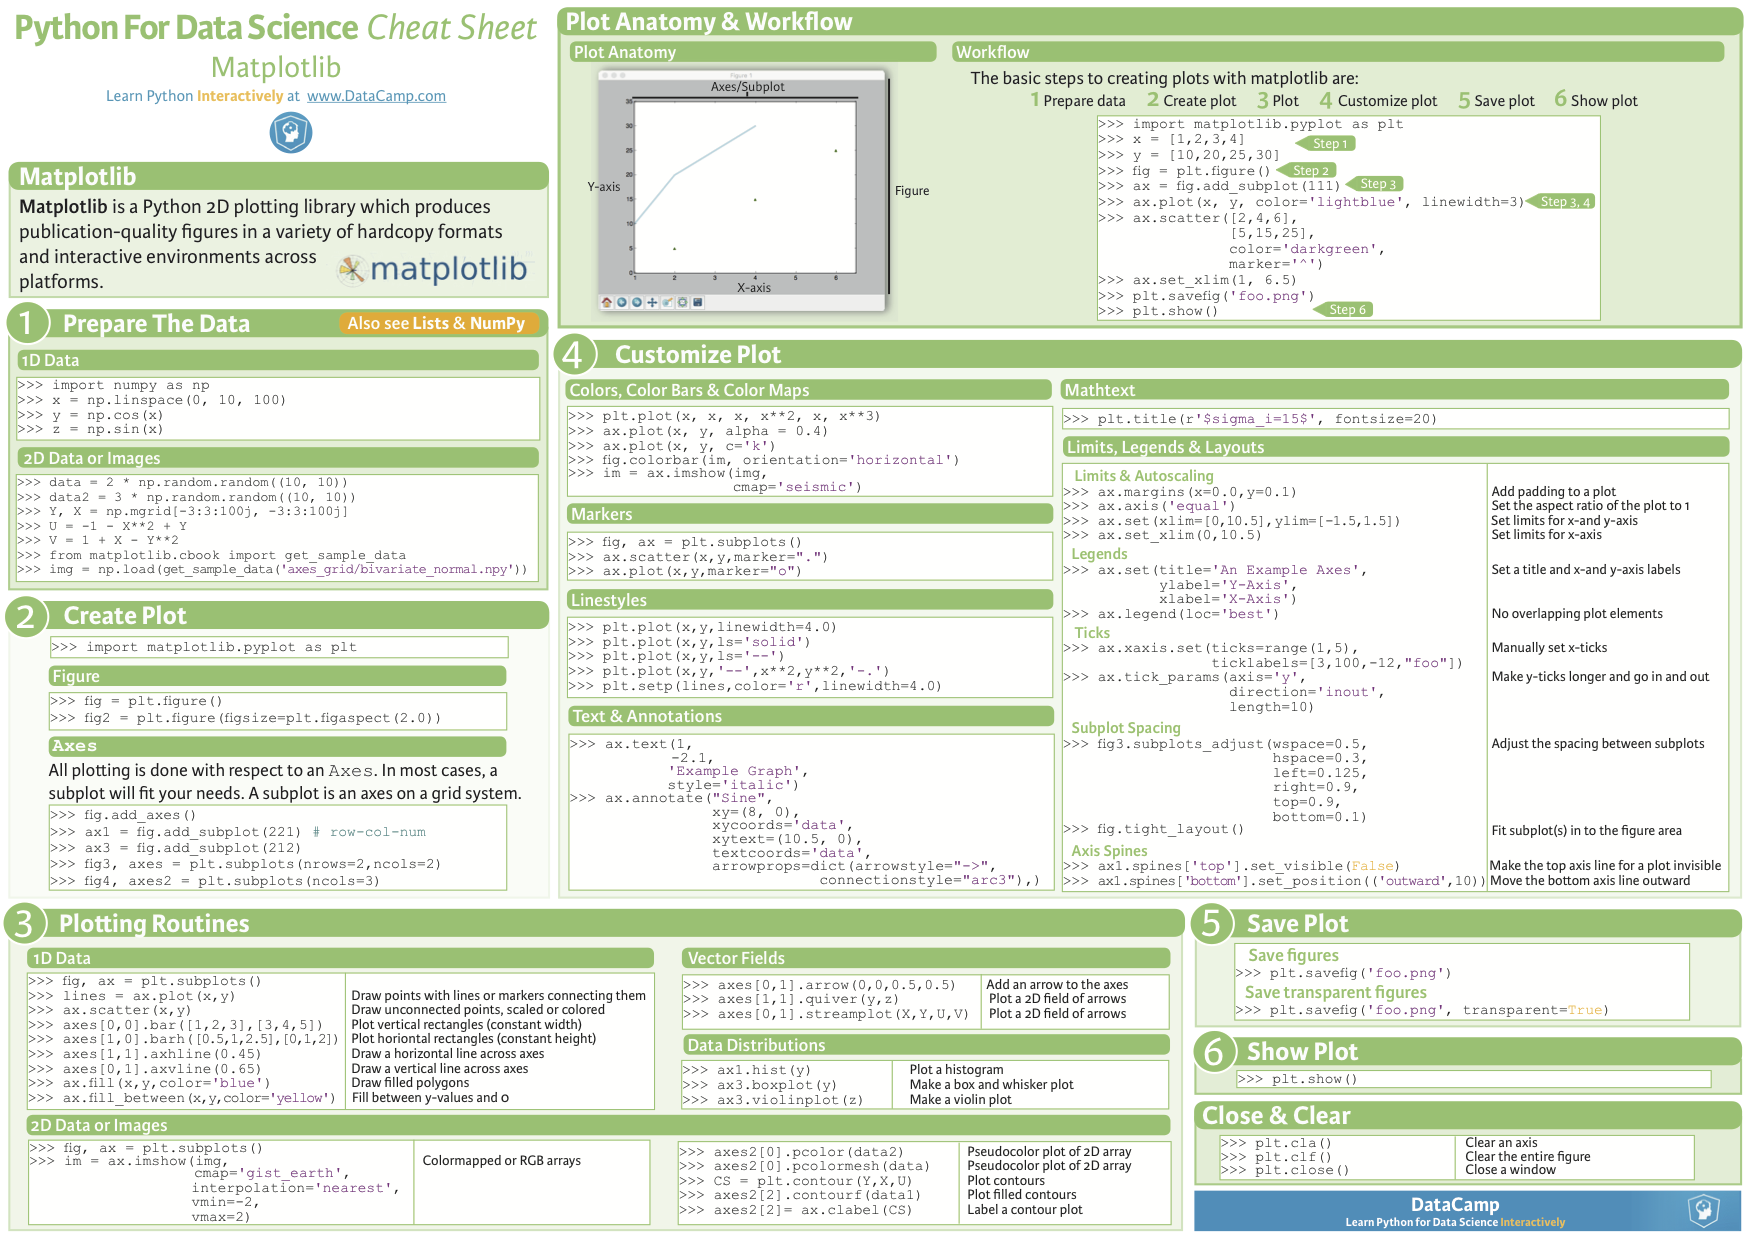 Python For Data Science Cheat Sheet
Matplotlib
Learn Python Interactively at www.DataCamp.com
Matplotlib
Matplotlib is a Python 2D plotting library which produces
publication-quality figures in a variety of hardcopy formats
and interactive environments across
platforms.
matplotlib
1 Prepare The Data
Also see Lists & NumPy
1D Data
>>> import numpy as np
>>> x = np.linspace(0, 10, 100)
>>> y = np.cos(x)
>>> z = np.sin(x)
2D Data or Images
>>> data = 2 * np.random.random((10, 10))
>>> data2 = 3 * np.random.random((10, 10))
>>> Y, X = np.mgrid[-3:3:100j, -3:3:100j]
>>> U = -1 - X**2 + Y
>>> V = 1 + X - Y**2
>>> from matplotlib.cbook import get_sample_data
>>> img = np.load(get_sample_data('axes_grid/bivariate_normal.npy'))
2 Create Plot
>>> import matplotlib.pyplot as plt
Figure
>>> fig = plt.figure()
>>> fig2 = plt.figure(figsize=plt.figaspect(2.0))
Axes
All plotting is done with respect to an Axes. In most cases, a
subplot will fit your needs. A subplot is an axes on a grid system.
>>> fig.add_axes()
>>> ax1 = fig.add_subplot(221) # row-col-num
>>> ax3 = fig.add_subplot(212)
>>> fig3, axes = plt.subplots(nrows=2,ncols=2)
>>> fig4, axes2 = plt.subplots(ncols=3)
Plot Anatomy & Workflow
Plot Anatomy
Figure 1
Axes/Subplot
35
30
25
20
15
10
5
0
1 2 3 4 5 6
Y-axis
X-axis
Figure
Workflow
The basic steps to creating plots with matplotlib are:
1 Prepare data 2 Create plot 3 Plot 4 Customize plot 5 Save plot 6 Show plot
>>> import matplotlib.pyplot as plt
>>> x = [1,2,3,4]
>>> y = [10,20,25,30]
Step 1
>>> fig = plt.figure() Step 2
>>> ax = fig.add_subplot(111) Step 3
>>> ax.plot(x, y, color='lightblue', linewidth=3) Step 3, 4
>>> ax.scatter([2,4,6],
[5,15,25],
color='darkgreen',
marker='^')
>>> ax.set_xlim(1, 6.5)
>>> plt.savefig('foo.png')
>>> plt.show() Step 6
4 Customize Plot
Colors, Color Bars & Color Maps
>>> plt.plot(x, x, x, x**2, x, x**3)
>>> ax.plot(x, y, alpha = 0.4)
>>> ax.plot(x, y, c='k')
>>> fig.colorbar(im, orientation='horizontal')
>>> im = ax.imshow(img,
cmap='seismic')
Markers
>>> fig, ax = plt.subplots()
>>> ax.scatter(x,y,marker=".")
>>> ax.plot(x,y,marker="o")
Linestyles
>>> plt.plot(x,y,linewidth=4.0)
>>> plt.plot(x,y,ls='solid')
>>> plt.plot(x,y,ls='--')
>>> plt.plot(x,y,'--',x**2,y**2,'-.')
>>> plt.setp(lines,color='r',linewidth=4.0)
Text & Annotations
>>> ax.text(1,
-2.1,
'Example Graph',
style='italic')
>>> ax.annotate("Sine",
xy=(8, 0),
xycoords='data',
xytext=(10.5, 0),
textcoords='data',
arrowprops=dict(arrowstyle="->",
connectionstyle="arc3"),)
Mathtext
>>> plt.title(r'$sigma_i=15$', fontsize=20)
Limits, Legends & Layouts
Limits & Autoscaling
>>> ax.margins(x=0.0,y=0.1) Add padding to a plot
>>> ax.axis('equal') Set the aspect ratio of the plot to 1
>>> ax.set(xlim=[0,10.5],ylim=[-1.5,1.5]) Set limits for x-and y-axis
>>> ax.set_xlim(0,10.5) Set limits for x-axis
Legends
>>> ax.set(title='An Example Axes', Set a title and x-and y-axis labels
ylabel='Y-Axis',
xlabel='X-Axis')
>>> ax.legend(loc='best') No overlapping plot elements
Ticks
>>> ax.xaxis.set(ticks=range(1,5), Manually set x-ticks
ticklabels=[3,100,-12,"foo"])
>>> ax.tick_params(axis='y', Make y-ticks longer and go in and out
direction='inout',
length=10)
Subplot Spacing
>>> fig3.subplots_adjust(wspace=0.5, Adjust the spacing between subplots
hspace=0.3,
left=0.125,
right=0.9,
top=0.9,
bottom=0.1)
>>> fig.tight_layout() Fit subplot(s) in to the figure area
Axis Spines
>>> ax1.spines['top'].set_visible(False) Make the top axis line for a plot invisible
>>> ax1.spines['bottom'].set_position(('outward',10)) Move the bottom axis line outward
3 Plotting Routines
1D Data
>>> fig, ax = plt.subplots()
>>> lines = ax.plot(x,y) Draw points with lines or markers connecting them
>>> ax.scatter(x,y) Draw unconnected points, scaled or colored
>>> axes[0,0].bar([1,2,3],[3,4,5]) Plot vertical rectangles (constant width)
>>> axes[1,0].barh([0.5,1,2.5],[0,1,2]) Plot horiontal rectangles (constant height)
>>> axes[1,1].axhline(0.45) Draw a horizontal line across axes
>>> axes[0,1].axvline(0.65) Draw a vertical line across axes
>>> ax.fill(x,y,color='blue') Draw filled polygons
>>> ax.fill_between(x,y,color='yellow') Fill between y-values and 0
Vector Fields
>>> axes[0,1].arrow(0,0,0.5,0.5) Add an arrow to the axes
>>> axes[1,1].quiver(y,z) Plot a 2D field of arrows
>>> axes[0,1].streamplot(X,Y,U,V) Plot a 2D field of arrows
Data Distributions
>>> ax1.hist(y) Plot a histogram
>>> ax3.boxplot(y) Make a box and whisker plot
>>> ax3.violinplot(z) Make a violin plot
2D Data or Images
>>> fig, ax = plt.subplots()
>>> im = ax.imshow(img, Colormapped or RGB arrays
cmap='gist_earth',
interpolation='nearest',
vmin=-2,
vmax=2)
>>> axes2[0].pcolor(data2) Pseudocolor plot of 2D array
>>> axes2[0].pcolormesh(data) Pseudocolor plot of 2D array
>>> CS = plt.contour(Y,X,U) Plot contours
>>> axes2[2].contourf(data1) Plot filled contours
>>> axes2[2]= ax.clabel(CS) Label a contour plot
5 Save Plot
Save figures
>>> plt.savefig('foo.png')
Save transparent figures
>>> plt.savefig('foo.png', transparent=True)
6 Show Plot
>>> plt.show()
Close & Clear
>>> plt.cla() Clear an axis
>>> plt.clf() Clear the entire figure
>>> plt.close() Close a window
DataCamp
Learn Python for Data Science Interactively